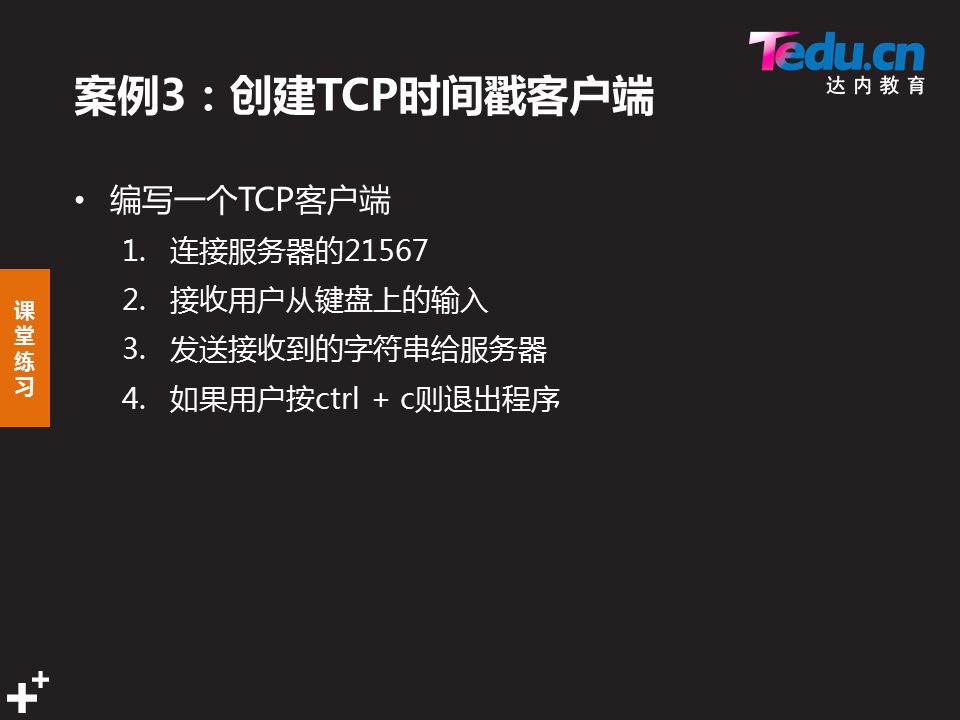 Tedu.cn
达内教育
案例3：创建TCP时间戳客户端
• 编写一个TCP客户端
1. 连接服务器的21567
2. 接收用户从键盘上的输入
3. 发送接收到的字符串给服务器
4. 如果用户按ctrl + c则退出程序
课堂练习